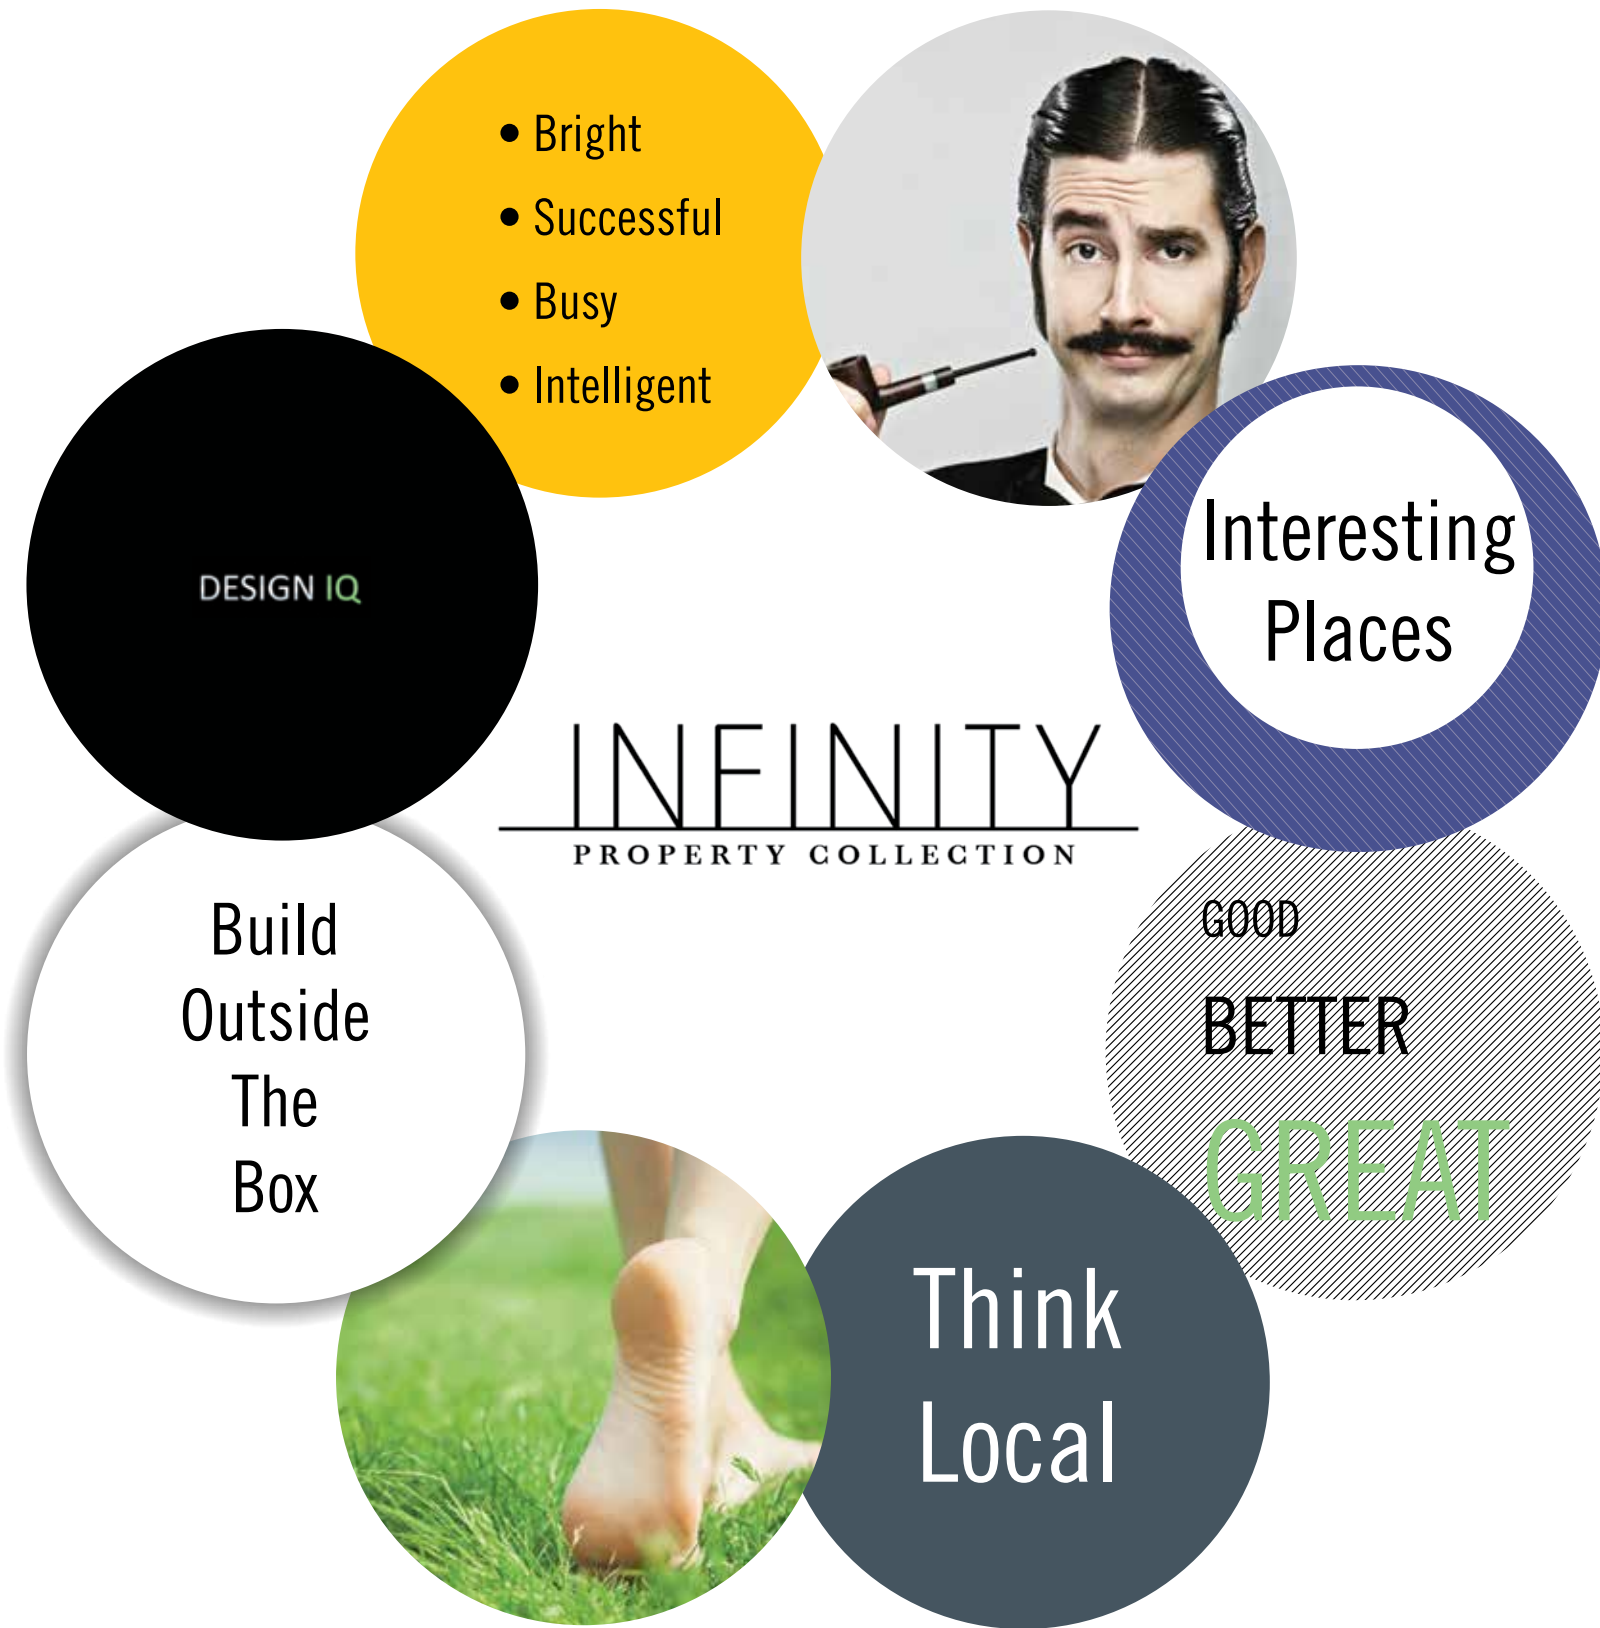 • Bright
• Successful
• Busy
• Intelligent
Interesting
Places
DESIGN IQ
INFINITY
PROPERTY COLLECTION
GOOD
BETTER
GREAT
Build
Outside
The
Box
Think
Local